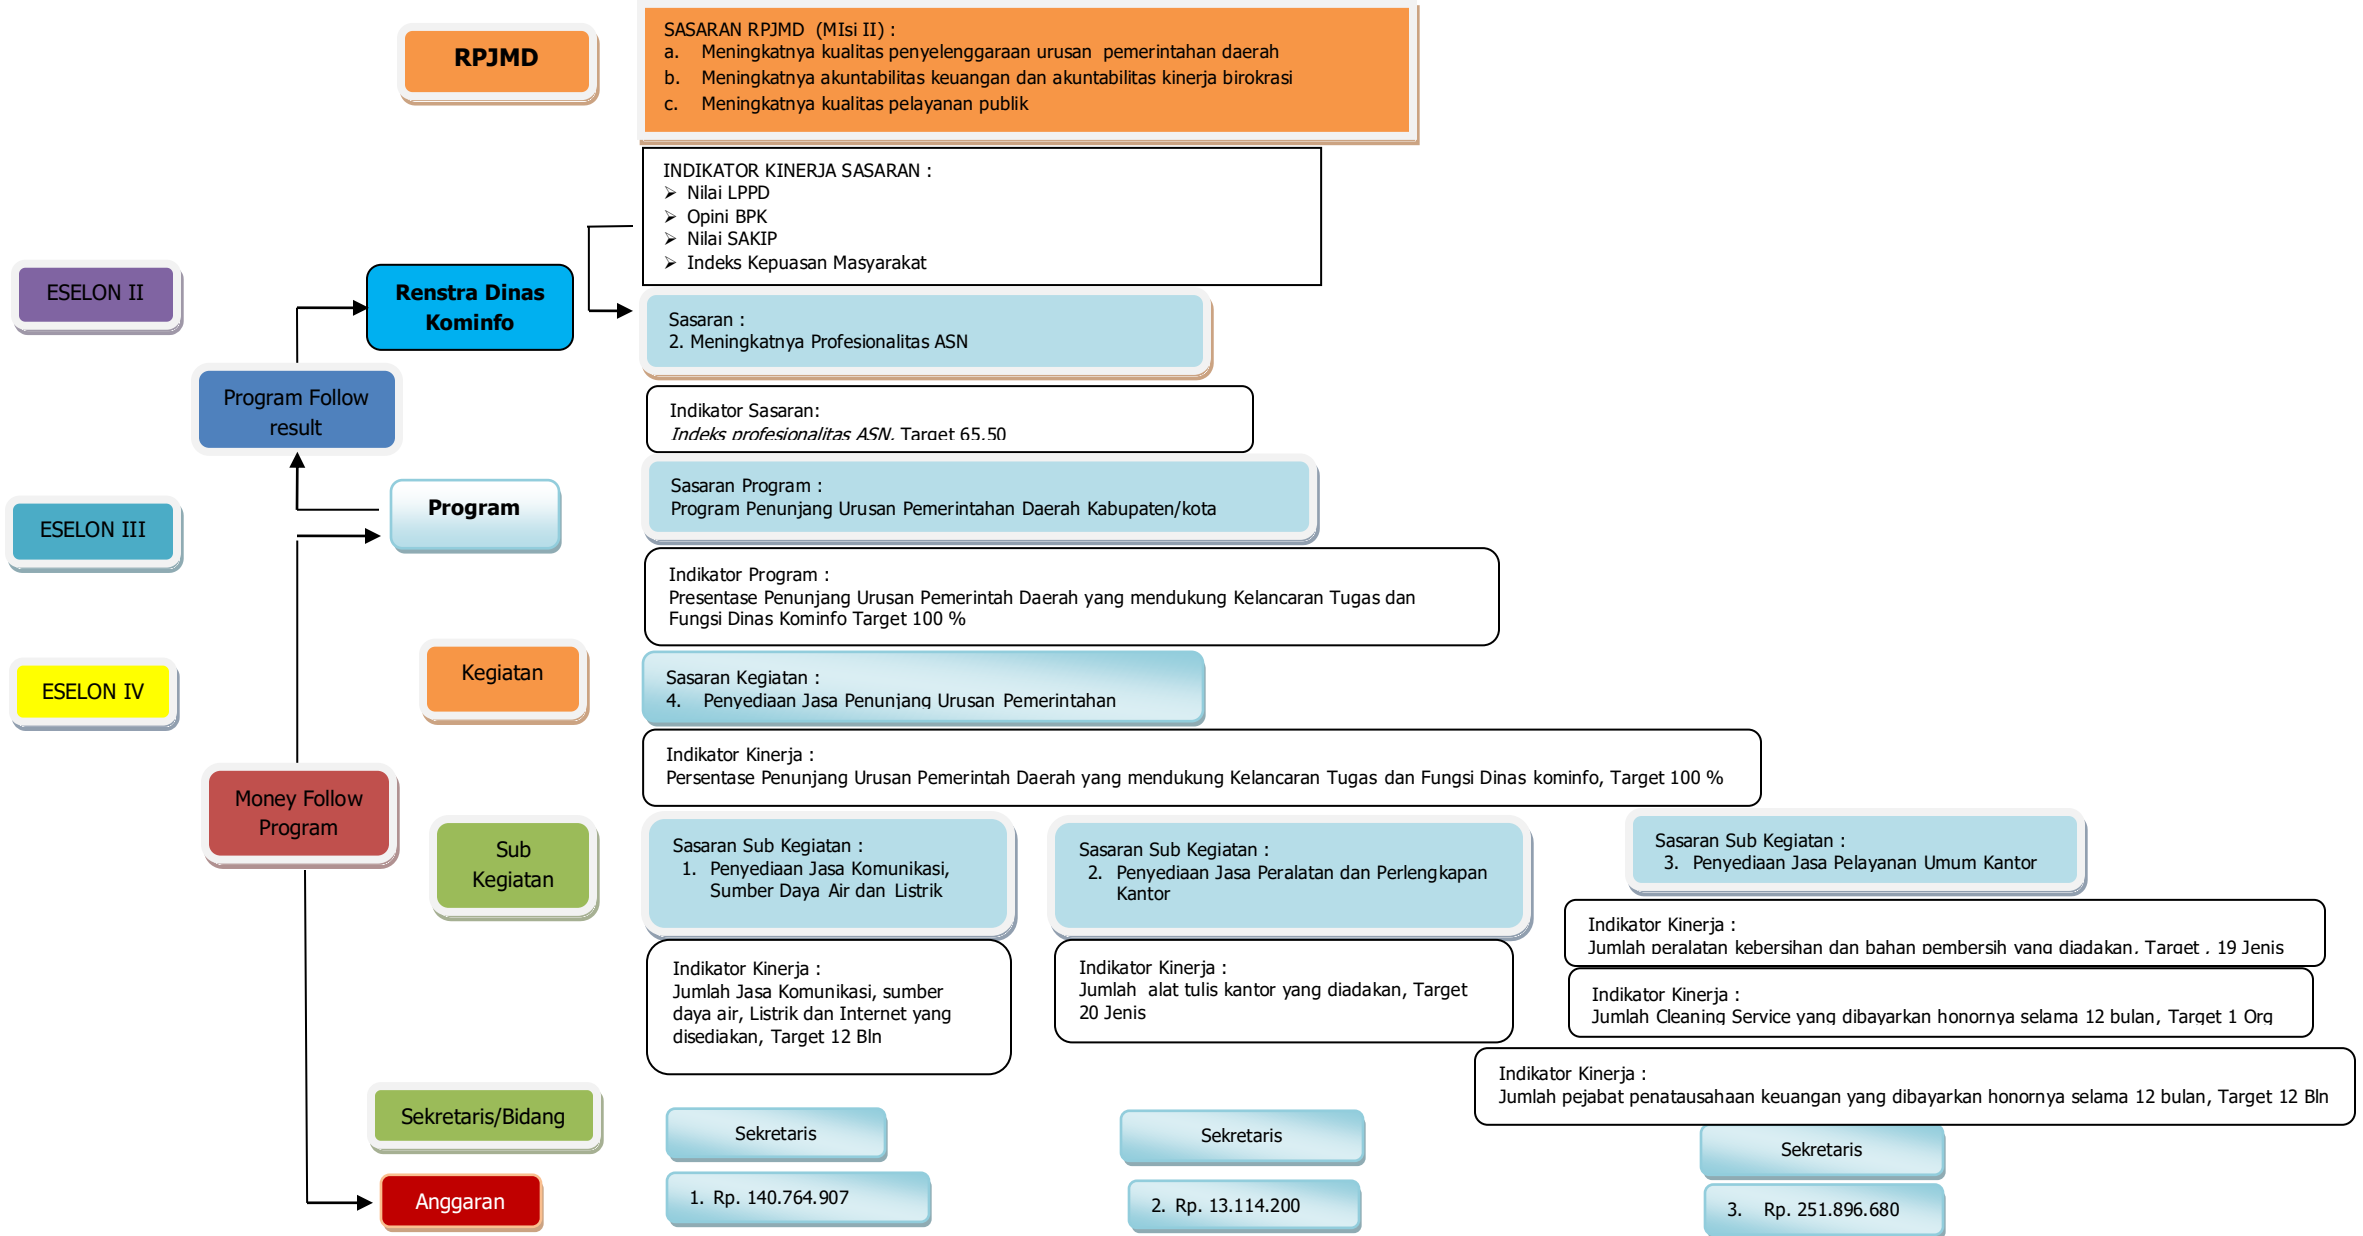 RPJMD
SASARAN RPJMD (MIsi II) :
a. Meningkatnya kualitas penyelenggaraan urusan pemerintahan daerah
b. Meningkatnya akuntabilitas keuangan dan akuntabilitas kinerja birokrasi
c. Meningkatnya kualitas pelayanan publik
INDIKATOR KINERJA SASARAN :
➢ Nilai LPPD
➢ Opini BPK
➢ Nilai SAKIP
➢ Indeks Kepuasan Masyarakat
ESELON II
Renstra Dinas
Kominfo
Sasaran :
2. Meningkatnya Profesionalitas ASN
Program Follow
result
Indikator Sasaran:
Indeks profesionalitas ASN, Target 65.50
ESELON III
Program
Sasaran Program :
Program Penunjang Urusan Pemerintahan Daerah Kabupaten/kota
Indikator Program :
Presentase Penunjang Urusan Pemerintah Daerah yang mendukung Kelancaran Tugas dan
Fungsi Dinas Kominfo Target 100 %
ESELON IV
Kegiatan
Sasaran Kegiatan :
4. Penyediaan Jasa Penunjang Urusan Pemerintahan
Indikator Kinerja :
Persentase Penunjang Urusan Pemerintah Daerah yang mendukung Kelancaran Tugas dan Fungsi Dinas kominfo, Target 100 %
Money Follow
Program
Sub
Kegiatan
Sasaran Sub Kegiatan :
1. Penyediaan Jasa Komunikasi,
Sumber Daya Air dan Listrik
Sasaran Sub Kegiatan :
2. Penyediaan Jasa Peralatan dan Perlengkapan
Kantor
Sasaran Sub Kegiatan :
3. Penyediaan Jasa Pelayanan Umum Kantor
Indikator Kinerja :
Jumlah Jasa Komunikasi, sumber
daya air, Listrik dan Internet yang
disediakan, Target 12 Bln
Indikator Kinerja :
Jumlah alat tulis kantor yang diadakan, Target
20 Jenis
Indikator Kinerja :
Jumlah peralatan kebersihan dan bahan pembersih yang diadakan, Target , 19 Jenis
Indikator Kinerja :
Jumlah Cleaning Service yang dibayarkan honornya selama 12 bulan, Target 1 Org
Indikator Kinerja :
Jumlah pejabat penatausahaan keuangan yang dibayarkan honornya selama 12 bulan, Target 12 Bln
Sekretaris/Bidang
Sekretaris
Sekretaris
Sekretaris
Anggaran
1. Rp. 140.764.907
2. Rp. 13.114.200
3. Rp. 251.896.680